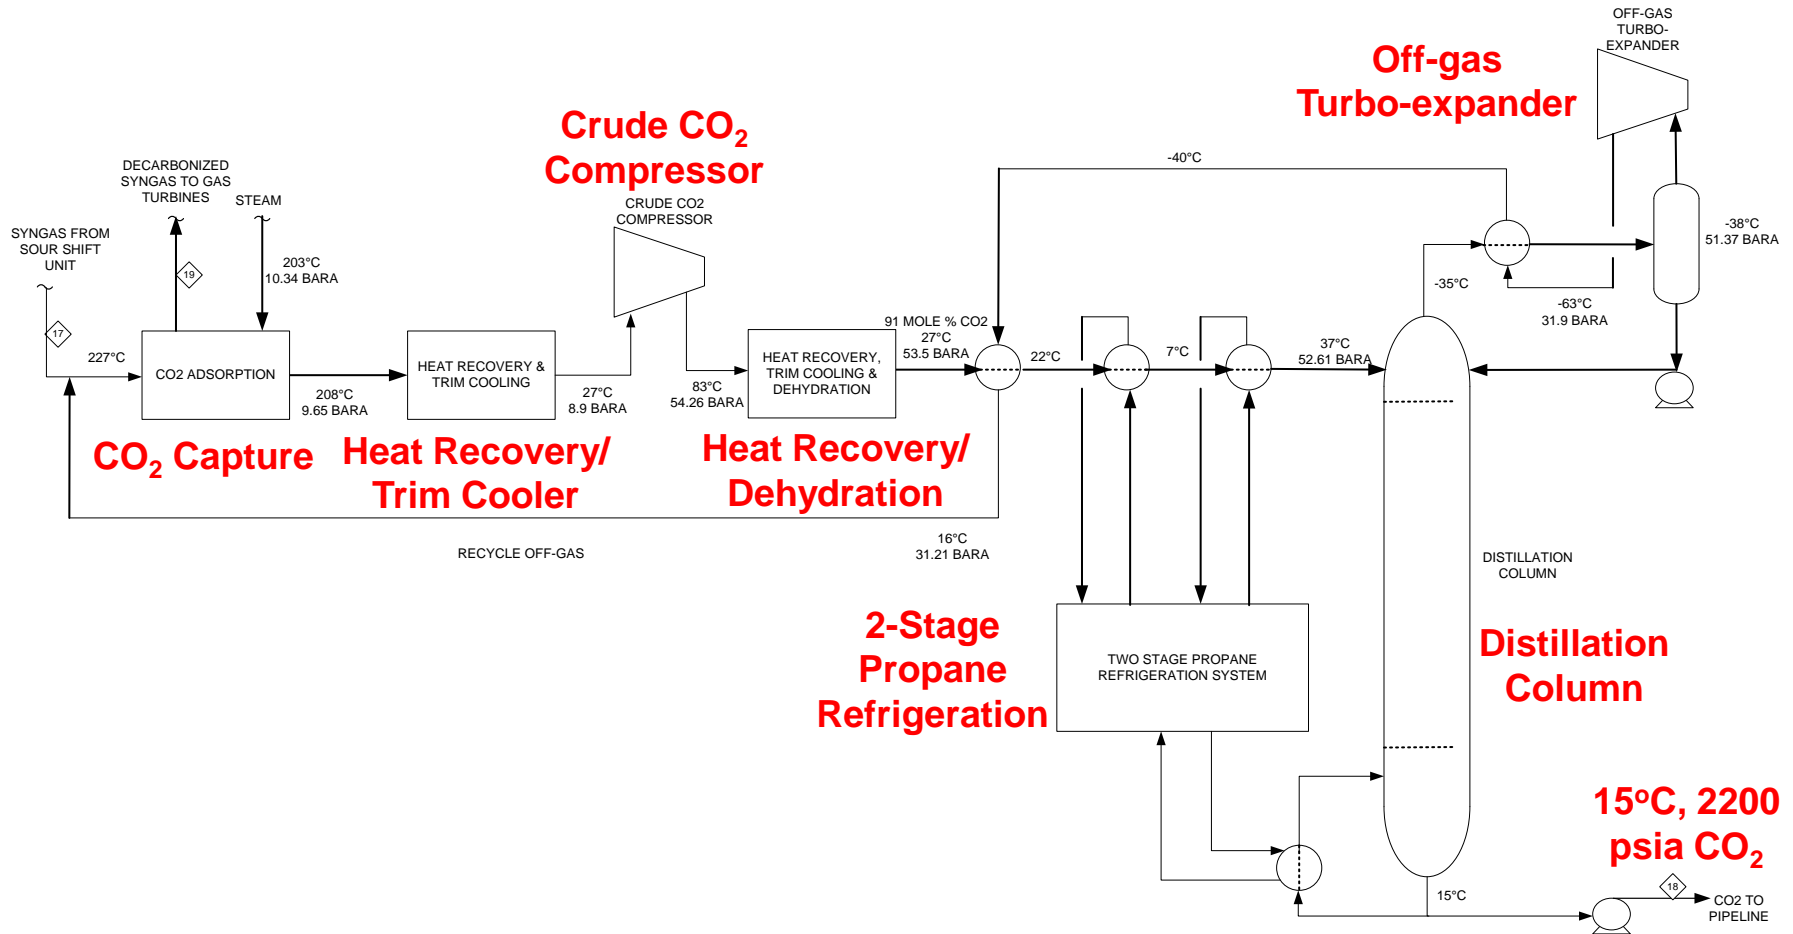 OFF-GAS
TURBO-
EXPANDER
Off-gas
Turbo-expander
Crude CO₂
Compressor
CRUDE CO2
COMPRESSOR
DECARBONIZED
SYNGAS TO GAS
TURBINES
STEAM
SYNGAS FROM
SOUR SHIFT
UNIT
19
203°C
10.34 BARA
17
227°C
CO2 ADSORPTION
208°C
9.65 BARA
HEAT RECOVERY &
TRIM COOLING
27°C
8.9 BARA
83°C
54.26 BARA
HEAT RECOVERY,
TRIM COOLING &
DEHYDRATION
91 MOLE % CO2
27°C
53.5 BARA
22°C
7°C
37°C
52.61 BARA
-40°C
-35°C
-63°C
31.9 BARA
-38°C
51.37 BARA
CO₂ Capture
Heat Recovery/
Trim Cooler
Heat Recovery/
Dehydration
RECYCLE OFF-GAS
16°C
31.21 BARA
DISTILLATION
COLUMN
2-Stage
Propane
Refrigeration
TWO STAGE PROPANE
REFRIGERATION SYSTEM
Distillation
Column
15°C, 2200
psia CO₂
15°C
18
CO2 TO
PIPELINE